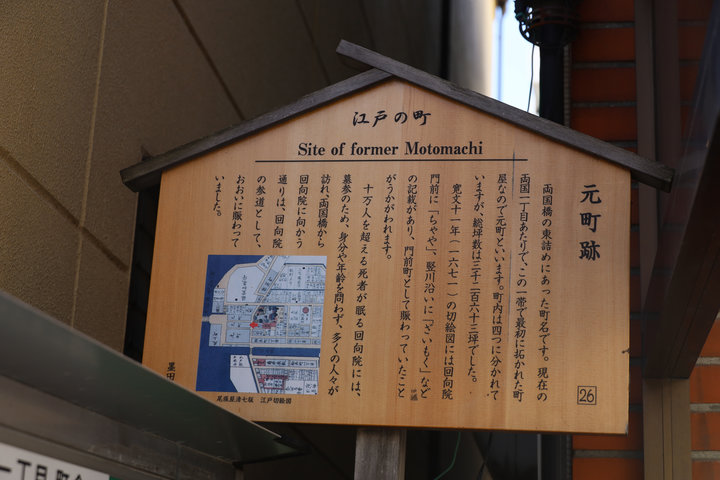 江戸の町
Site of former Motomachi
元町跡
両国橋の東詰めにあった町名です。現在の
両国一丁目あたりで、この一帯で最初に拓かれた町
屋なので元町といいます。町内は四つに分かれて
いますが、総坪数は三千二百六十三坪でした。
寛文十一年（一六七一）の切絵図には回向院
門前に「ちゃや」、竪川沿いに「ざいもく」など
の記載があり、門前町として賑わっていたこと
がうかがわれます。
十万人を超える死者が眠る回向院には、
墓参のため、身分や年齢を問わず、多くの人々が
訪れ、両国橋から
回向院に向かう
通りは、回向院
の参道として、
おおいに賑わって
いました。
尾張屋清七版 江戸切絵図
墨田
26
一丁目町会